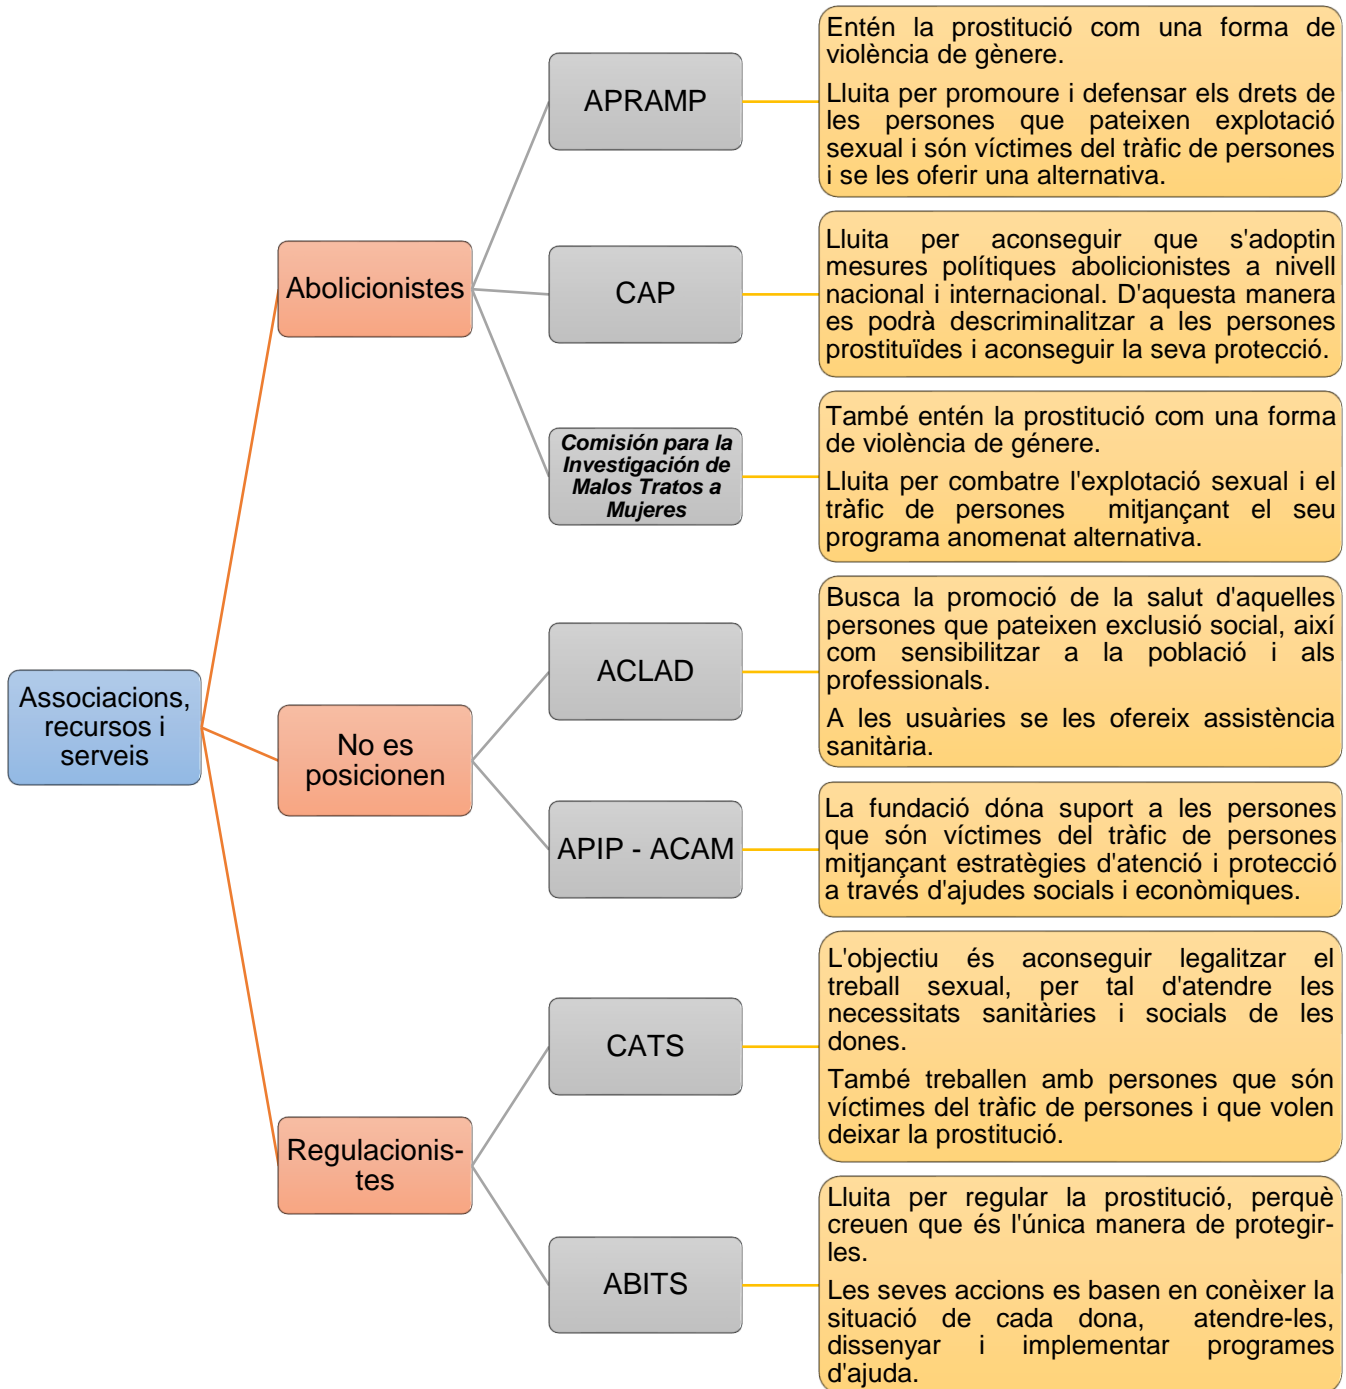 Associacions,
recursos i
serveis
Abolicionistes
APRAMP
Entén la prostitució com una forma de
violència de gènere.
Lluita per promoure i defensar els drets de
les persones que pateixen explotació
sexual i són víctimes del tràfic de persones
i se les oferir una alternativa.
CAP
Lluita per aconseguir que s'adoptin
mesures polítiques abolicionistes a nivell
nacional i internacional. D'aquesta manera
es podrà descriminalitzar a les persones
prostituïdes i aconseguir la seva protecció.
Comisión para la
Investigación de
Malos Tratos a
Mujeres
També entén la prostitució com una forma
de violència de génere.
Lluita per combatre l'explotació sexual i el
tràfic de persones mitjançant el seu
programa anomenat alternativa.
No es
posicionen
ACLAD
Busca la promoció de la salut d'aquelles
persones que pateixen exclusió social, així
com sensibilitzar a la població i als
professionals.
A les usuàries se les ofereix assistència
sanitària.
APIP - ACAM
La fundació dóna suport a les persones
que són víctimes del tràfic de persones
mitjançant estratègies d'atenció i protecció
a través d'ajudes socials i econòmiques.
Regulacionis-
tes
CATS
L'objectiu és aconseguir legalitzar el
treball sexual, per tal d'atendre les
necessitats sanitàries i socials de les
dones.
També treballen amb persones que són
víctimes del tràfic de persones i que volen
deixar la prostitució.
ABITS
Lluita per regular la prostitució, perquè
creuen que és l'única manera de protegir-
les.
Les seves accions es basen en conèixer la
situació de cada dona, atendre-les,
dissenyar i implementar programes
d'ajuda.